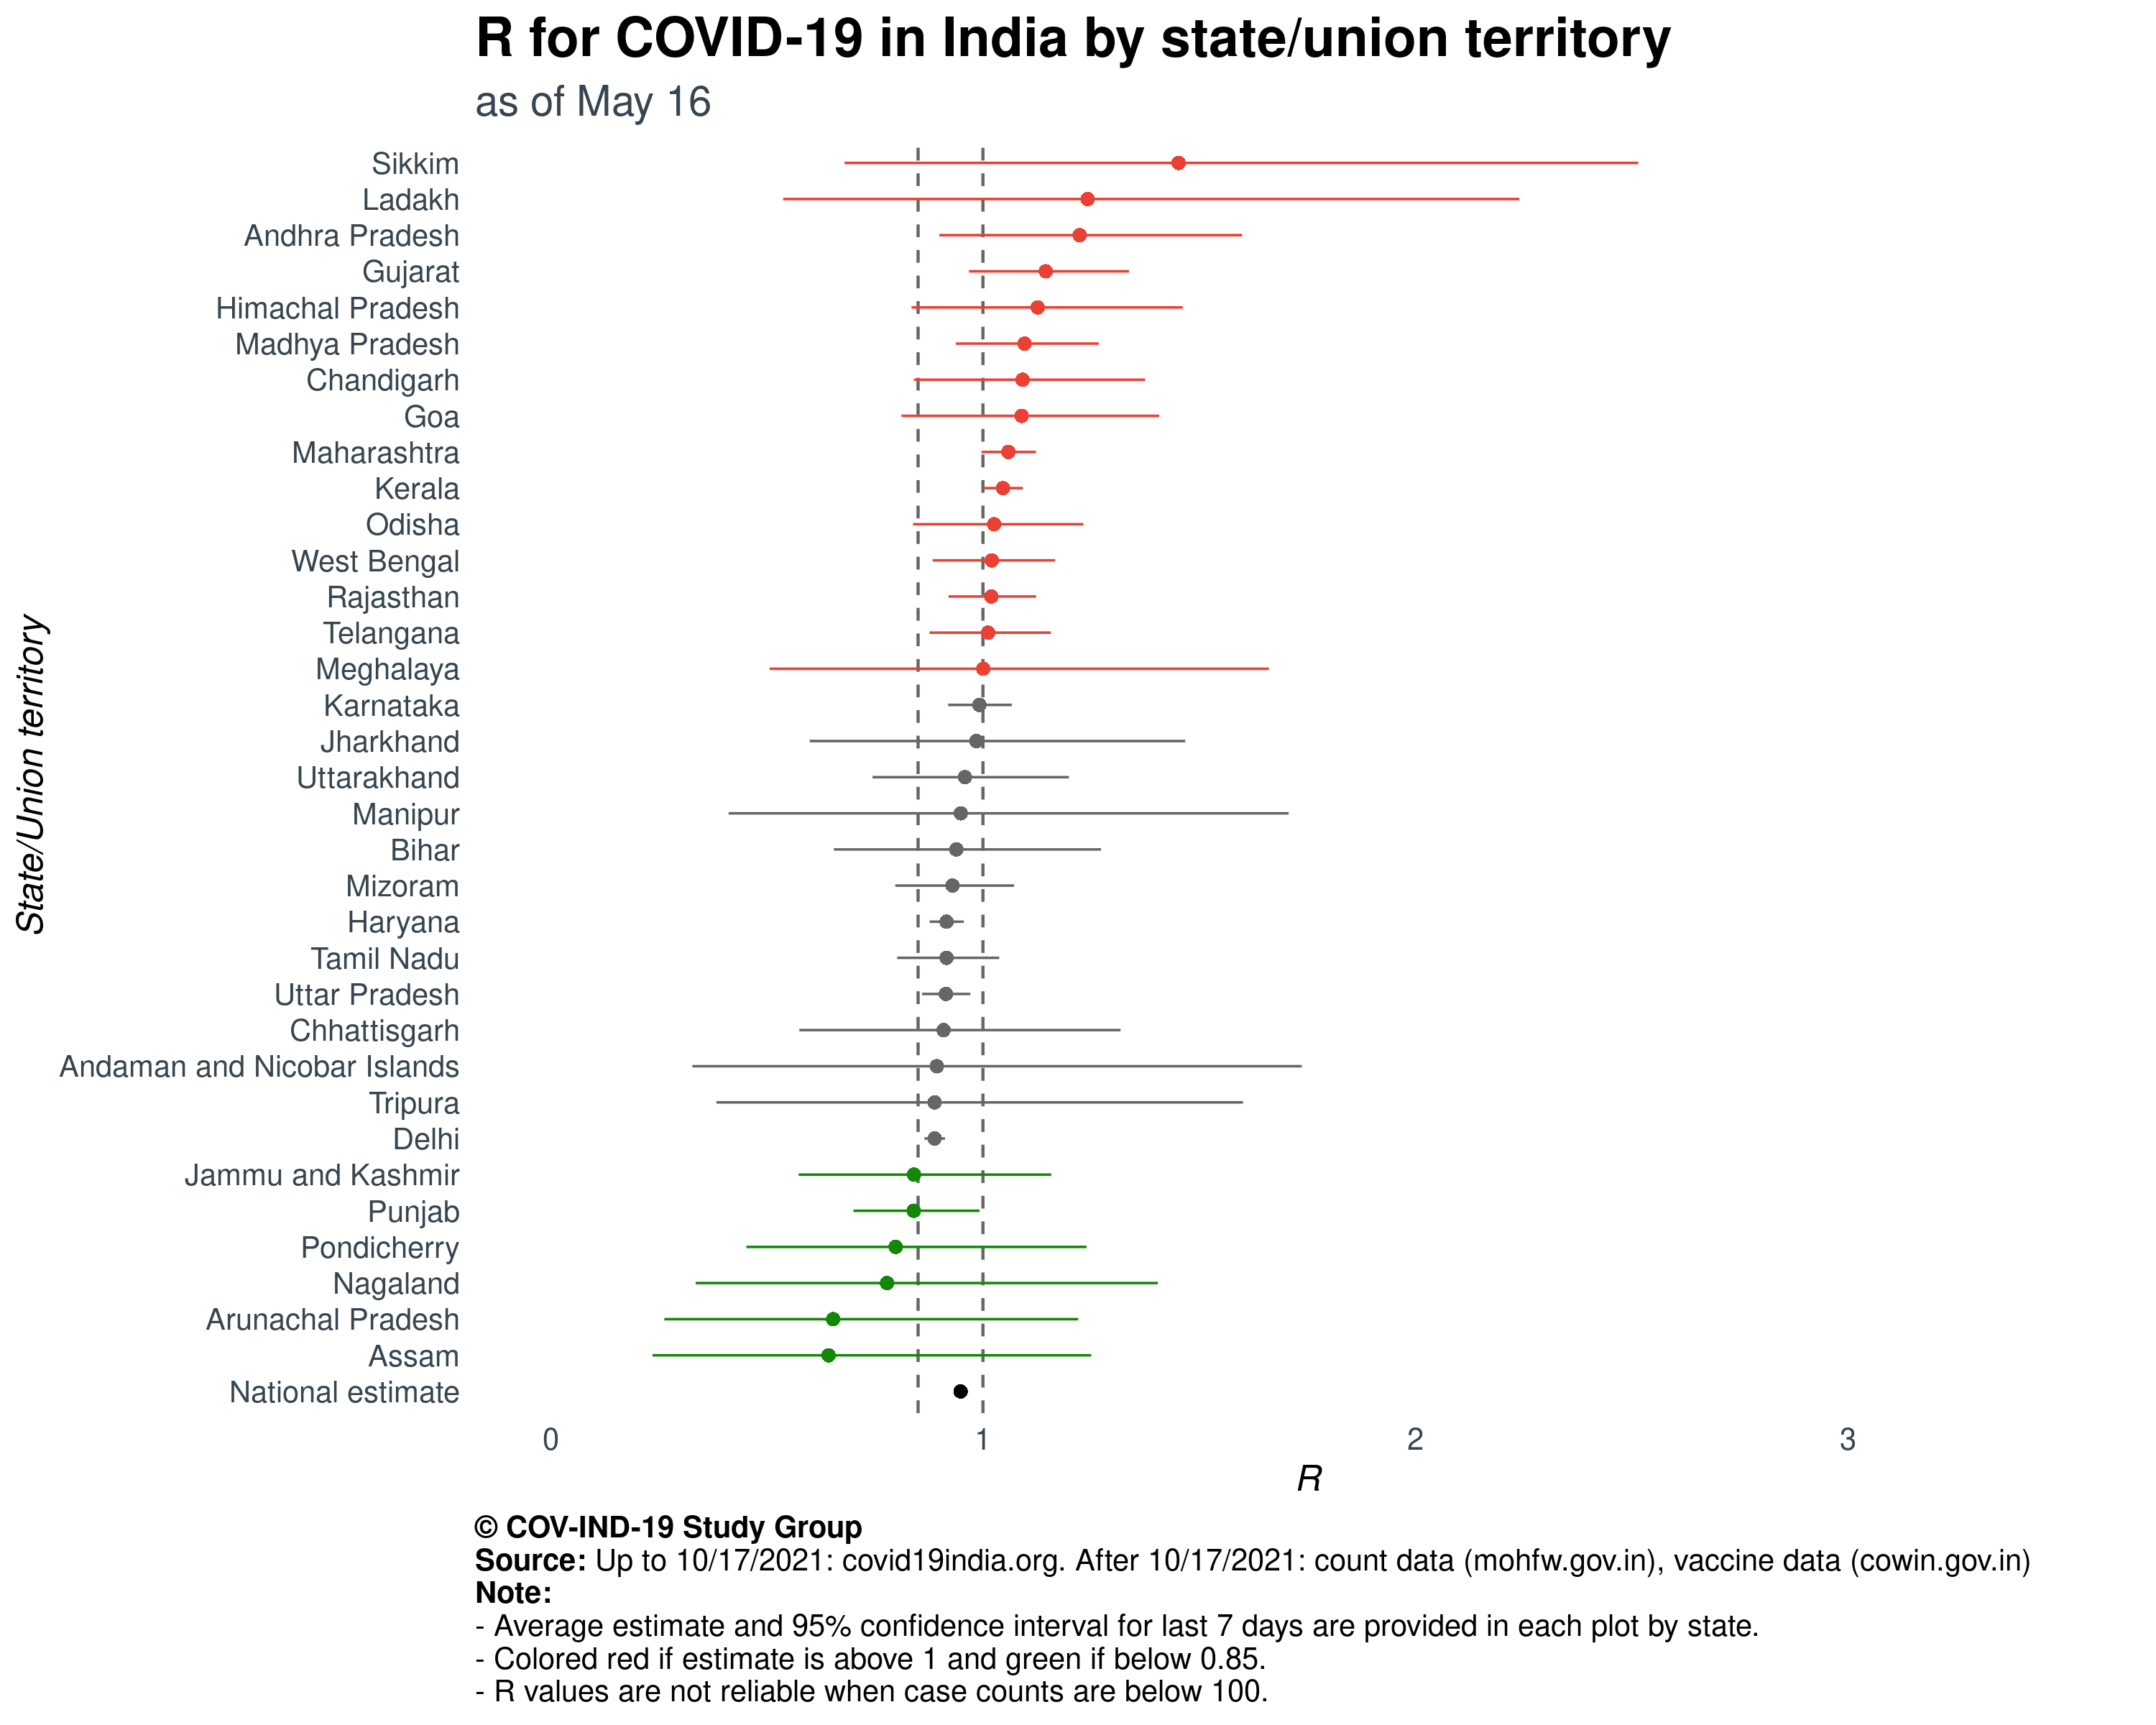 R for COVID-19 in India by state/union territory
as of May 16
State/Union territory
Sikkim
Ladakh
Andhra Pradesh
Gujarat
Himachal Pradesh
Madhya Pradesh
Chandigarh
Goa
Maharashtra
Kerala
Odisha
West Bengal
Rajasthan
Telangana
Meghalaya
Karnataka
Jharkhand
Uttarakhand
Manipur
Bihar
Mizoram
Haryana
Tamil Nadu
Uttar Pradesh
Chhattisgarh
Andaman and Nicobar Islands
Tripura
Delhi
Jammu and Kashmir
Punjab
Pondicherry
Nagaland
Arunachal Pradesh
Assam
National estimate
0 1 2 3
R
© COV-IND-19 Study Group
Source: Up to 10/17/2021: covid19india.org. After 10/17/2021: count data (mohfw.gov.in), vaccine data (cowin.gov.in)
Note:
- Average estimate and 95% confidence interval for last 7 days are provided in each plot by state.
- Colored red if estimate is above 1 and green if below 0.85.
- R values are not reliable when case counts are below 100.